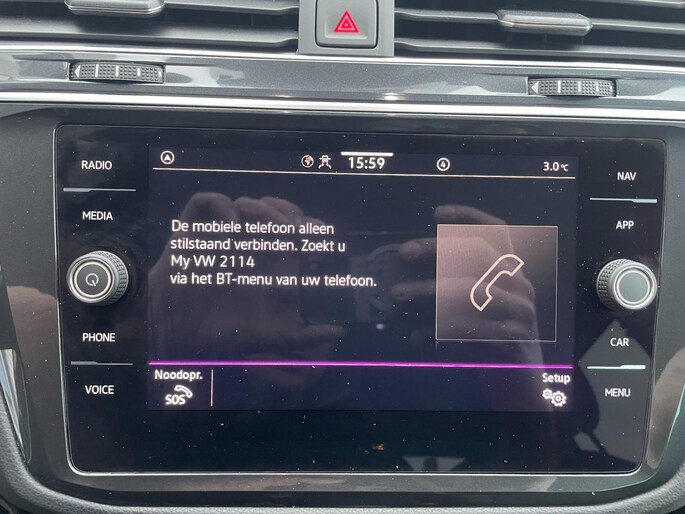 RADIO
MEDIA
PHONE
VOICE
15:59
4
3.0 °C
De mobiele telefoon alleen
stilstaand verbinden. Zoekt u
My VW 2114
via het BT-menu van uw telefoon.
Noodopr.
SOS
Setup
NAV
APP
CAR
MENU